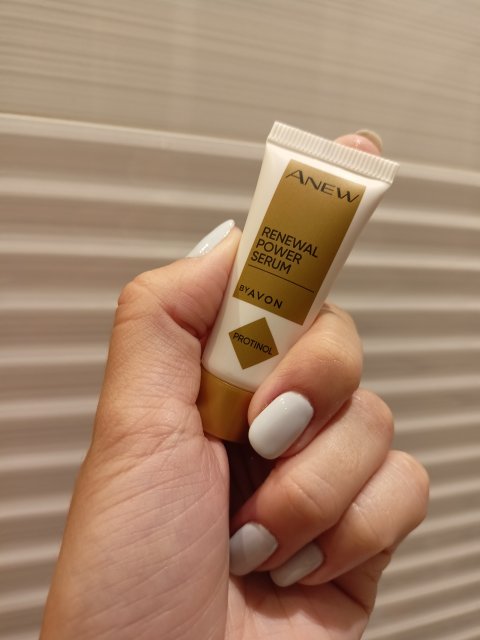 ANEW
RENEWAL
POWER
SERUM
BY AVON
PROTINOL